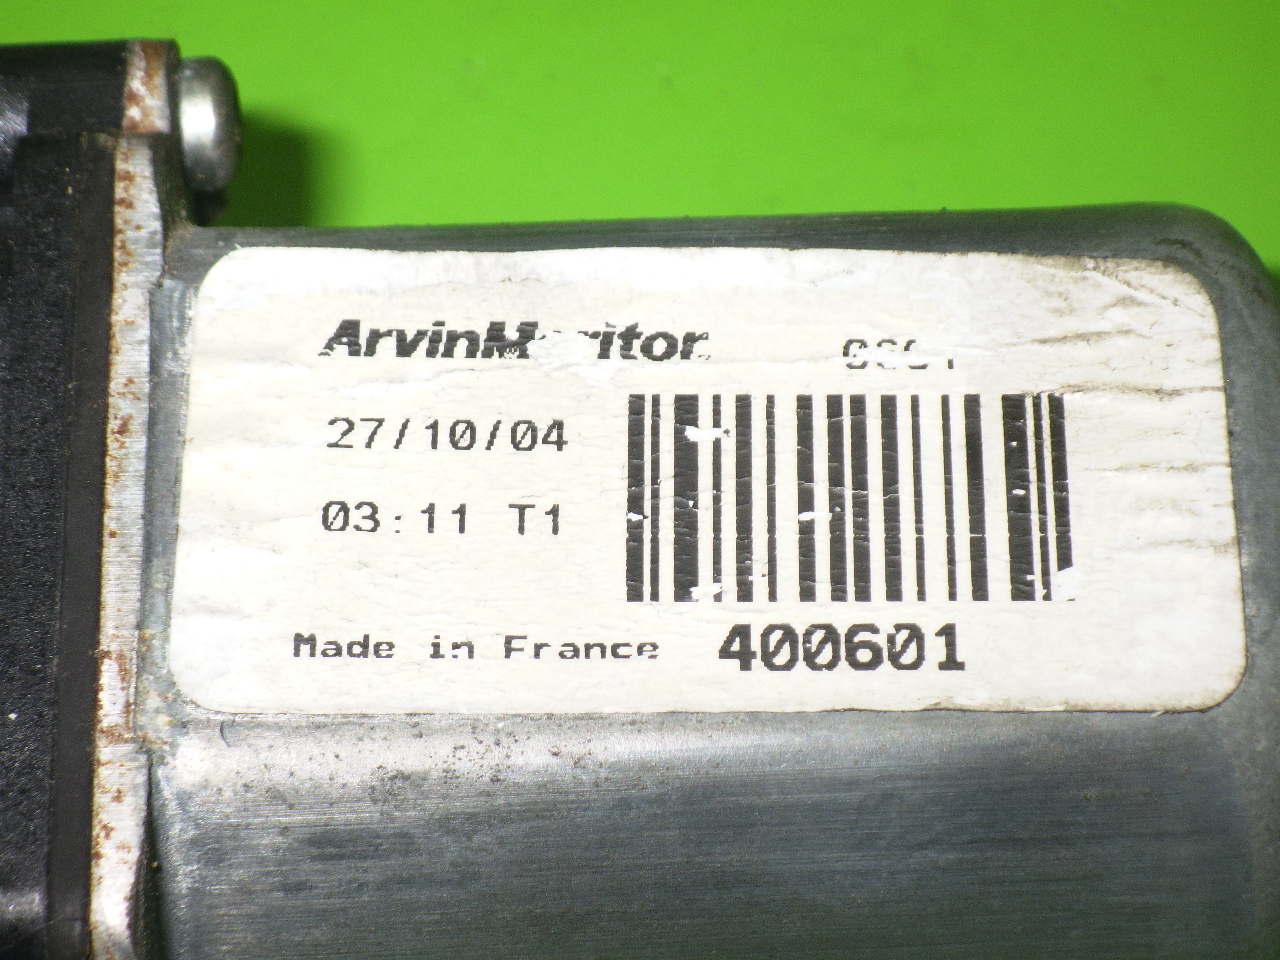 ArvinMeritor
27/10/04
03:11 T1
Made in France 400601